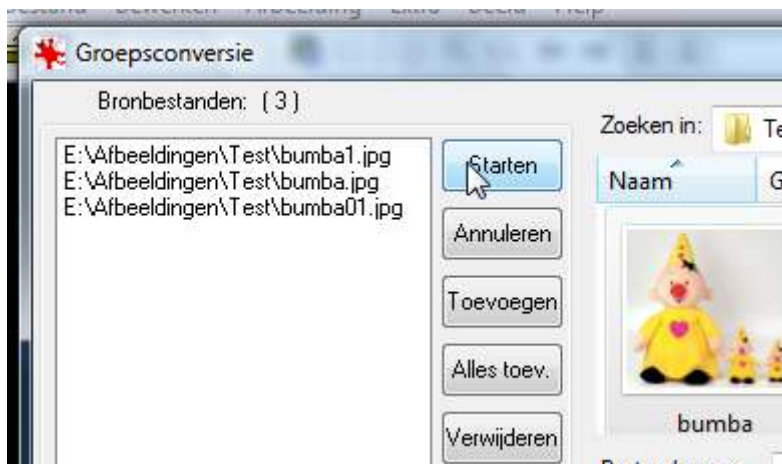 Groepsconversie
Bronbestanden: ( 3 )
E:\Afbeeldingen\Test\bumba1.jpg
E:\Afbeeldingen\Test\bumba.jpg
E:\Afbeeldingen\Test\bumba01.jpg
Starten
Annuleren
Toevoegen
Alles toev.
Verwijderen
Zoeken in: Te
Naam G
bumba